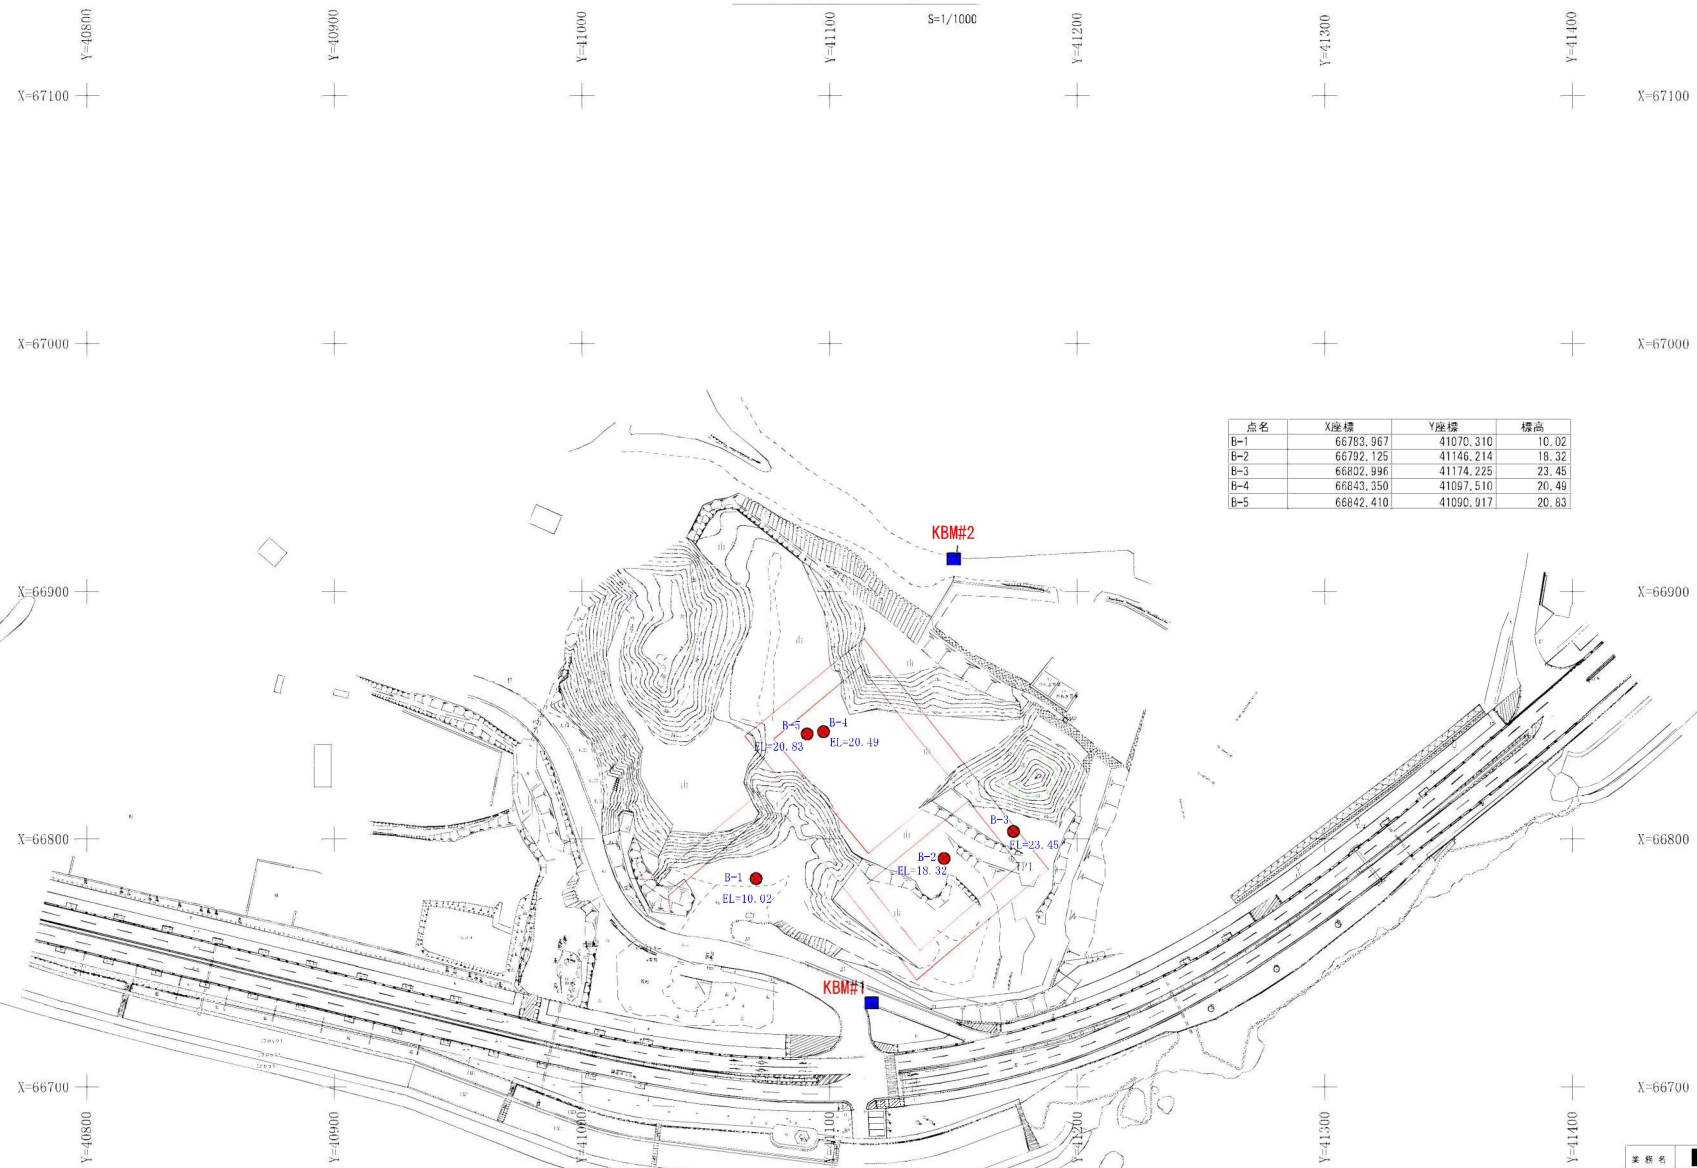 S=1/1000
Y=40800
Y=40900
Y=41000
Y=41100
Y=41200
Y=41300
Y=41400
X=67100
X=67100
X=67000
X=67000
点名 X座標 Y座標 標高
B-1 66783.967 41070.310 10.02
B-2 66792.125 41146.214 18.32
B-3 66802.996 41174.225 23.45
B-4 66843.350 41097.510 20.49
B-5 66842.410 41090.917 20.83
KBM#2
X=66900
X=66900
B-5
B-4
EL=20.83
EL=20.49
B-3
X=66800
X=66800
EL=23.45
B-2
TP1
EL=18.32
B-1
EL=10.02
KBM#1
X=66700
X=66700
Y=40800
Y=40900
Y=41000
Y=41100
Y=41200
Y=41300
Y=41400
業務名